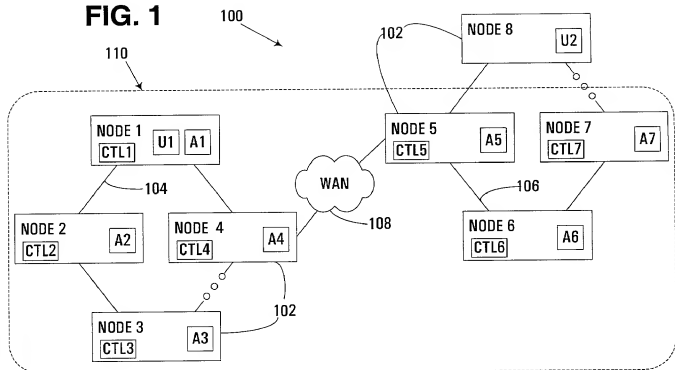 FIG. 1
100
102
NODE 8
U2
110
NODE 1
U1
A1
CTL1
NODE 5
A5
CTL5
NODE 7
A7
CTL7
104
WAN
106
108
NODE 2
A2
CTL2
NODE 4
A4
CTL4
NODE 6
A6
CTL6
102
NODE 3
A3
CTL3